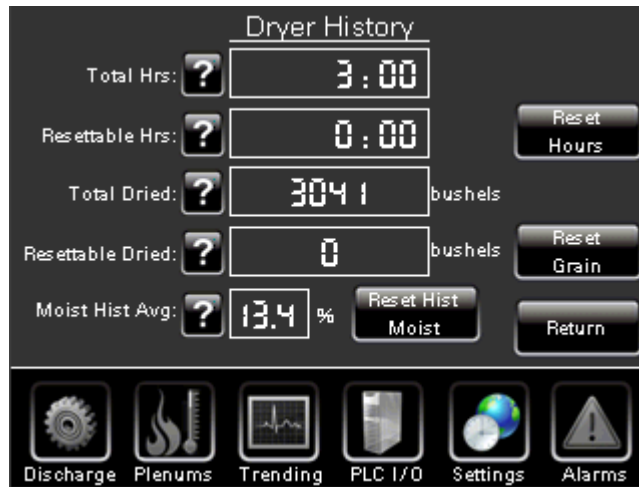 Dryer History
Total Hrs: ? 3:00
Resettable Hrs: ? 0:00 Reset Hours
Total Dried: ? 3041 bushels
Resettable Dried: ? 0 bushels Reset Grain
Moist Hist Avg: ? 13.4 % Reset Hist Moist Return
Discharge Plenums Trending PLC I/O Settings Alarms